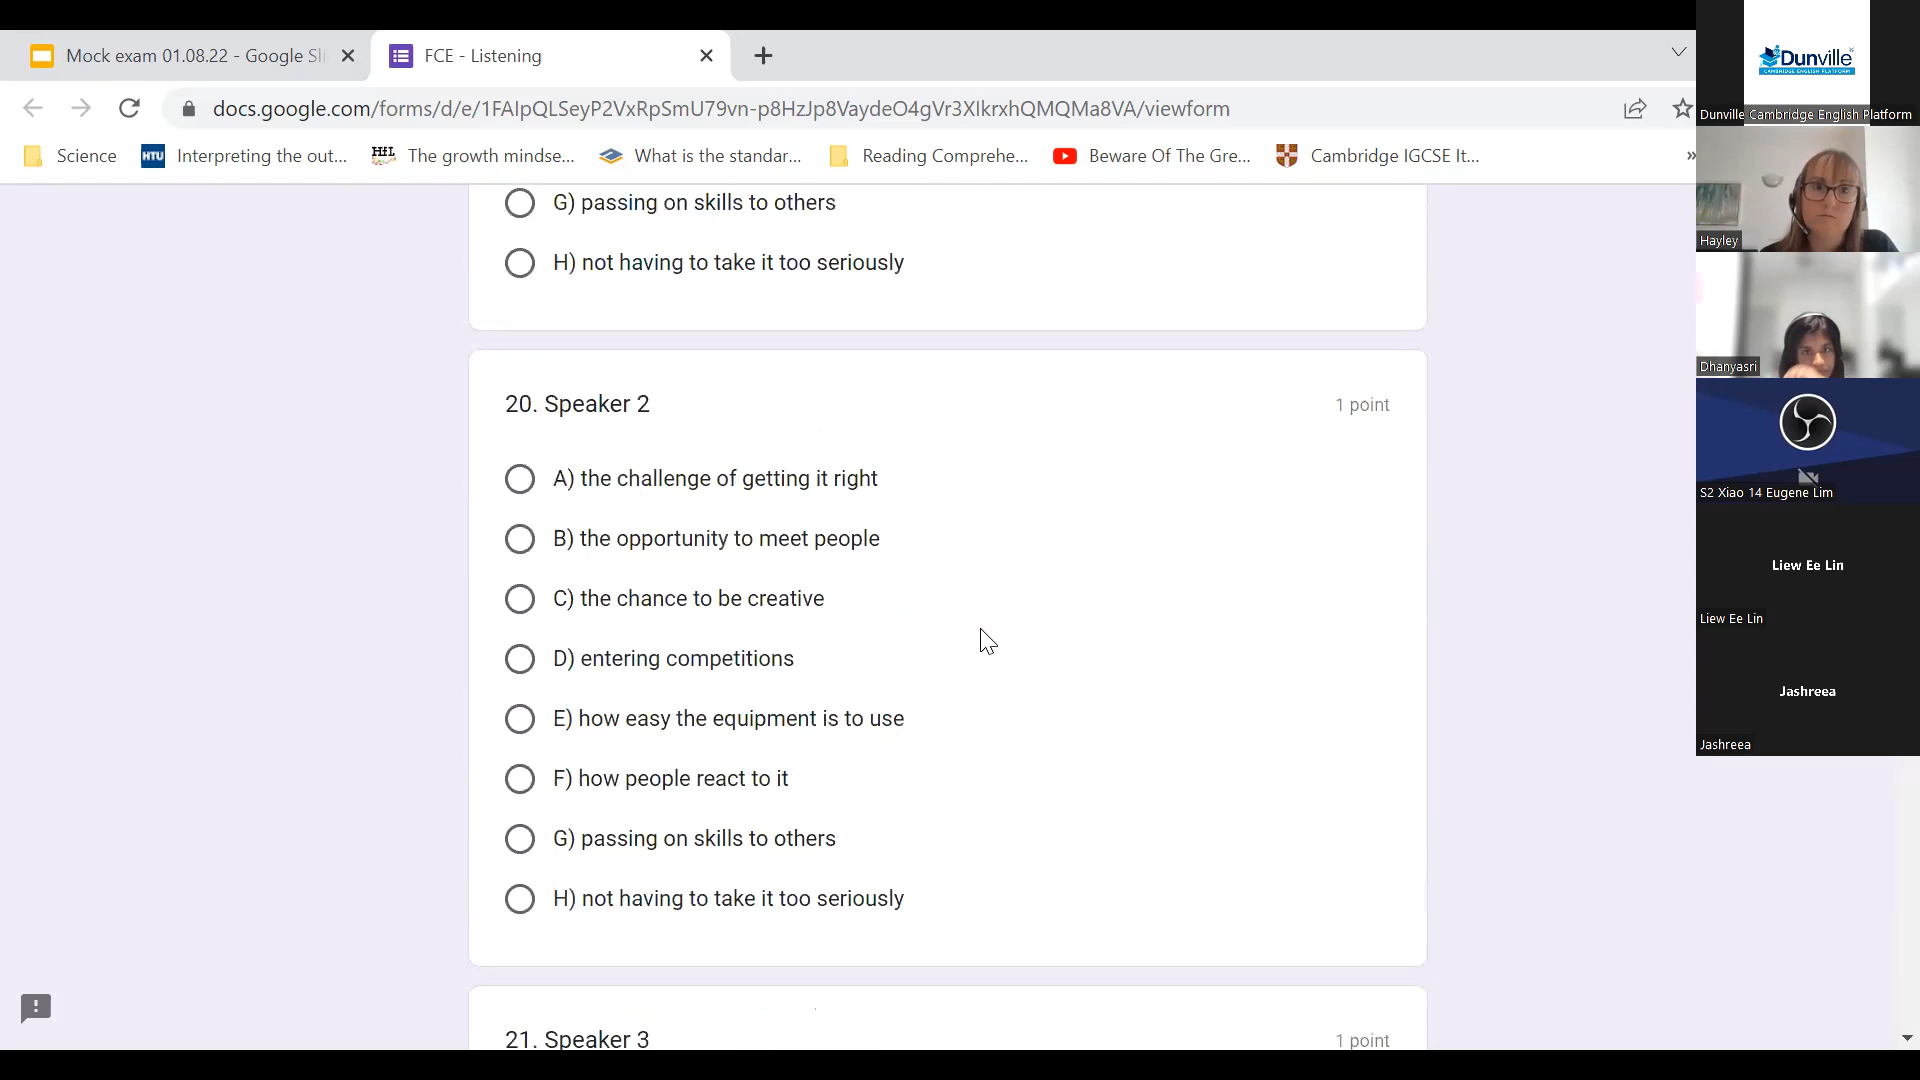 Mock exam 01.08.22 - Google Sli
FCE - Listening
docs.google.com/forms/d/e/1FAIpQLSeyP2VxRpSmU79vn-p8HzJp8VaydeO4gVr3XIkrxhQMQMa8VA/viewform
Science
HTU
Interpreting the out...
The growth mindse...
What is the standar...
Reading Comprehe...
Beware Of The Gre...
Cambridge IGCSE It...
»
G) passing on skills to others
H) not having to take it too seriously
20. Speaker 2
1 point
A) the challenge of getting it right
B) the opportunity to meet people
C) the chance to be creative
D) entering competitions
E) how easy the equipment is to use
F) how people react to it
G) passing on skills to others
H) not having to take it too seriously
21. Speaker 3
1 point
Dunville
CAMBRIDGE ENGLISH PLATFORM
Dunville Cambridge English Platform
Hayley
Dhanyasri
S2 Xiao 14 Eugene Lim
Liew Ee Lin
Liew Ee Lin
Jashreea
Jashreea